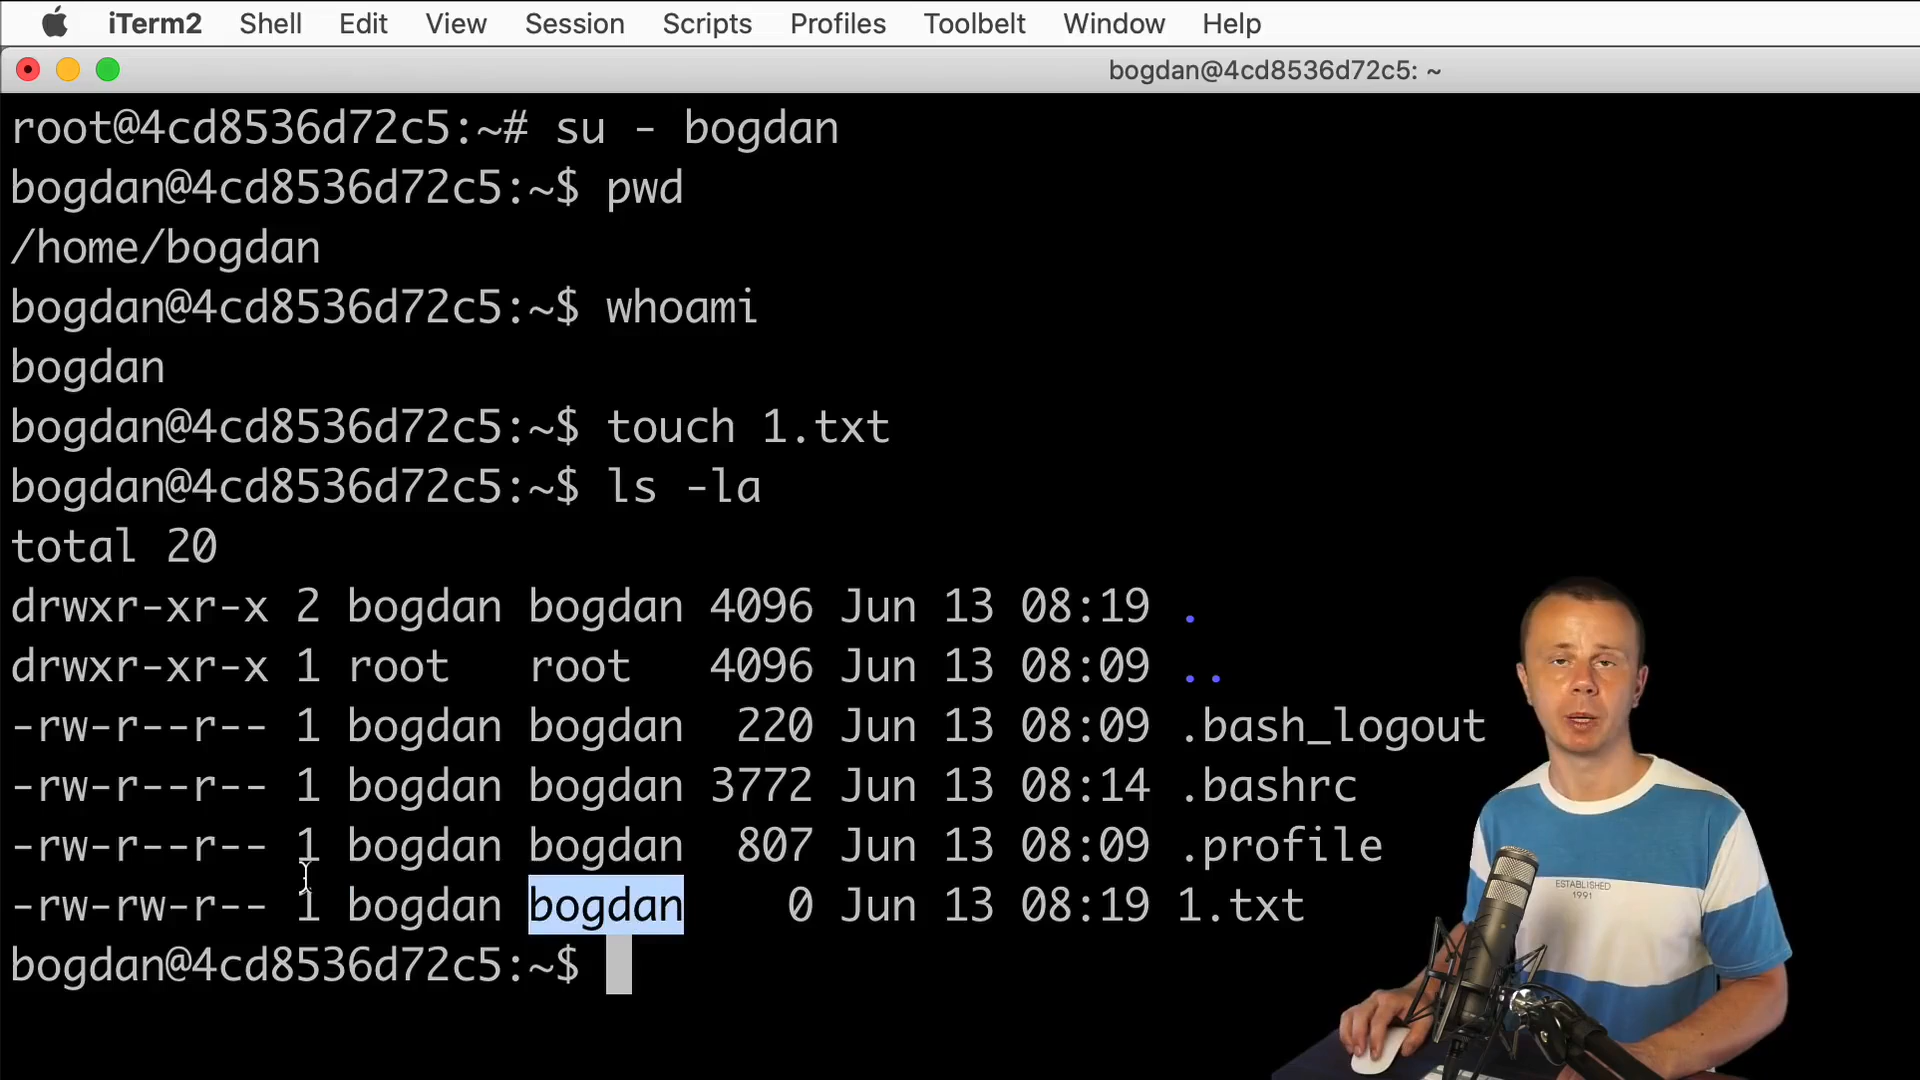 iTerm2 Shell Edit View Session Scripts Profiles Toolbelt Window Help
bogdan@4cd8536d72c5: ~
root@4cd8536d72c5:~# su - bogdan
bogdan@4cd8536d72c5:~$ pwd
/home/bogdan
bogdan@4cd8536d72c5:~$ whoami
bogdan
bogdan@4cd8536d72c5:~$ touch 1.txt
bogdan@4cd8536d72c5:~$ ls -la
total 20
drwxr-xr-x 2 bogdan bogdan 4096 Jun 13 08:19 .
drwxr-xr-x 1 root   root   4096 Jun 13 08:09 ..
-rw-r--r-- 1 bogdan bogdan  220 Jun 13 08:09 .bash_logout
-rw-r--r-- 1 bogdan bogdan 3772 Jun 13 08:14 .bashrc
-rw-r--r-- 1 bogdan bogdan  807 Jun 13 08:09 .profile
-rw-rw-r-- 1 bogdan bogdan    0 Jun 13 08:19 1.txt
bogdan@4cd8536d72c5:~$
ESTABLISHED
1991